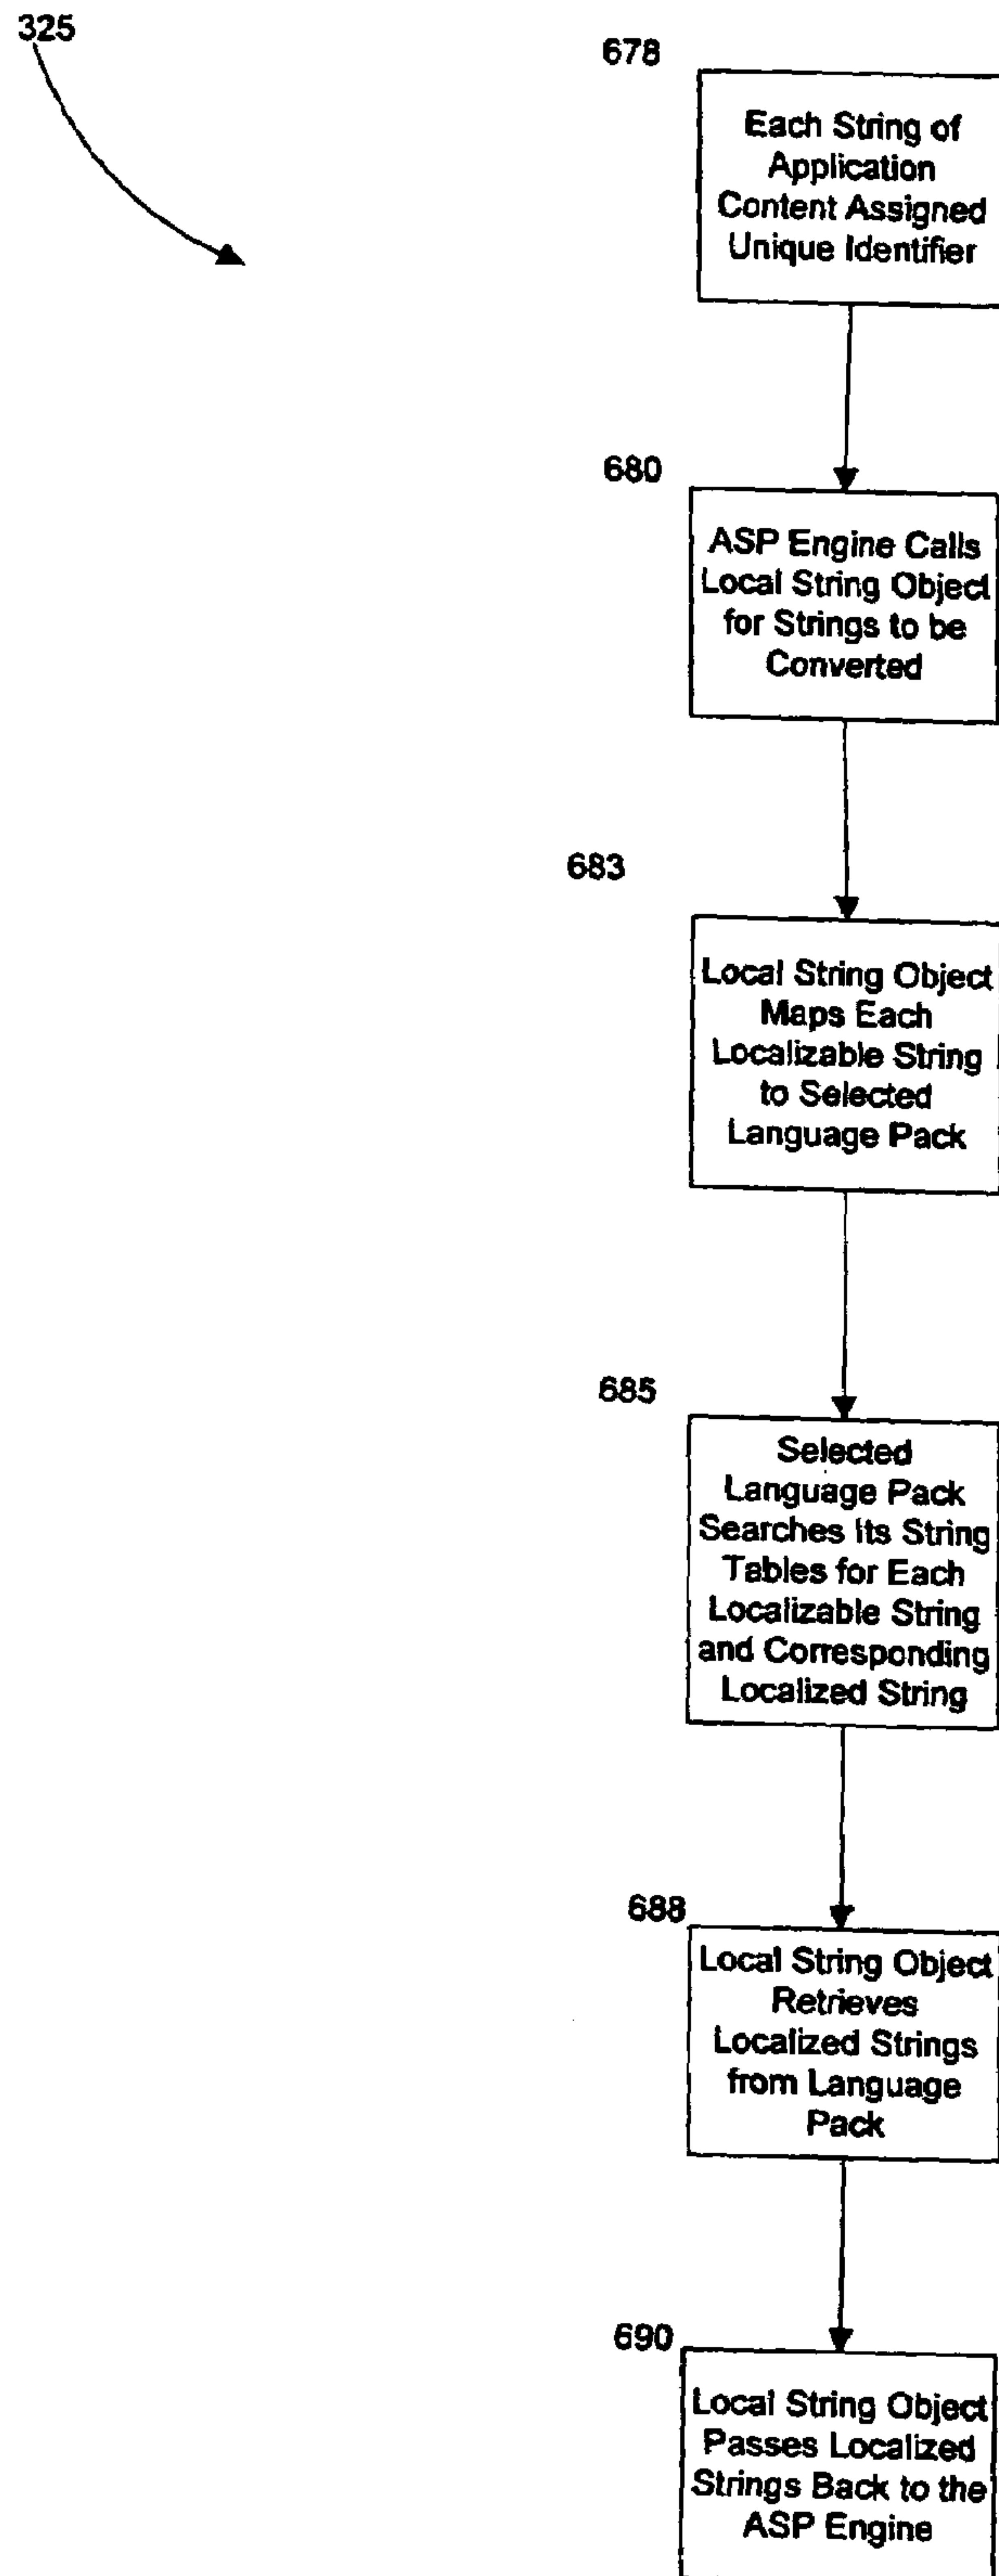 325
678
Each String of
Application
Content Assigned
Unique Identifier
680
ASP Engine Calls
Local String Object
for Strings to be
Converted
683
Local String Object
Maps Each
Localizable String
to Selected
Language Pack
685
Selected
Language Pack
Searches Its String
Tables for Each
Localizable String
and Corresponding
Localized String
688
Local String Object
Retrieves
Localized Strings
from Language
Pack
690
Local String Object
Passes Localized
Strings Back to the
ASP Engine